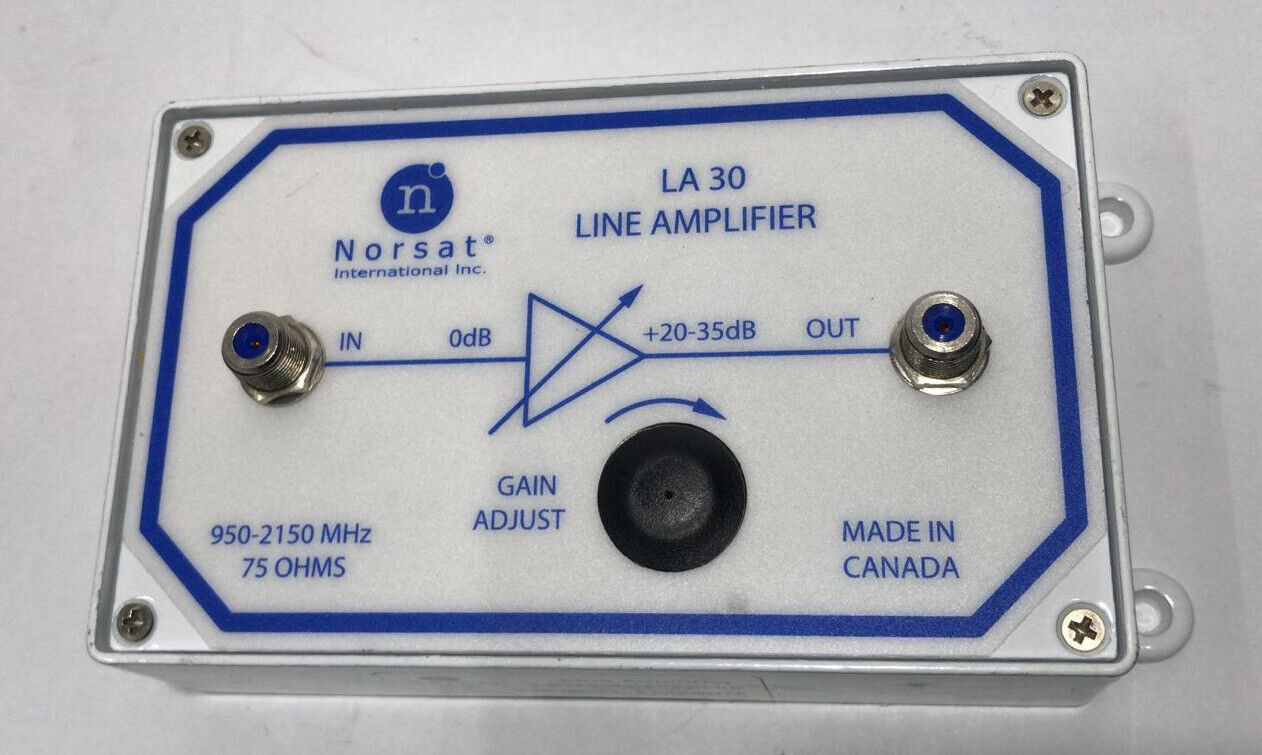 n
Norsat®
International Inc.
LA 30
LINE AMPLIFIER
IN
0dB
+20-35dB
OUT
GAIN
ADJUST
950-2150 MHz
75 OHMS
MADE IN
CANADA